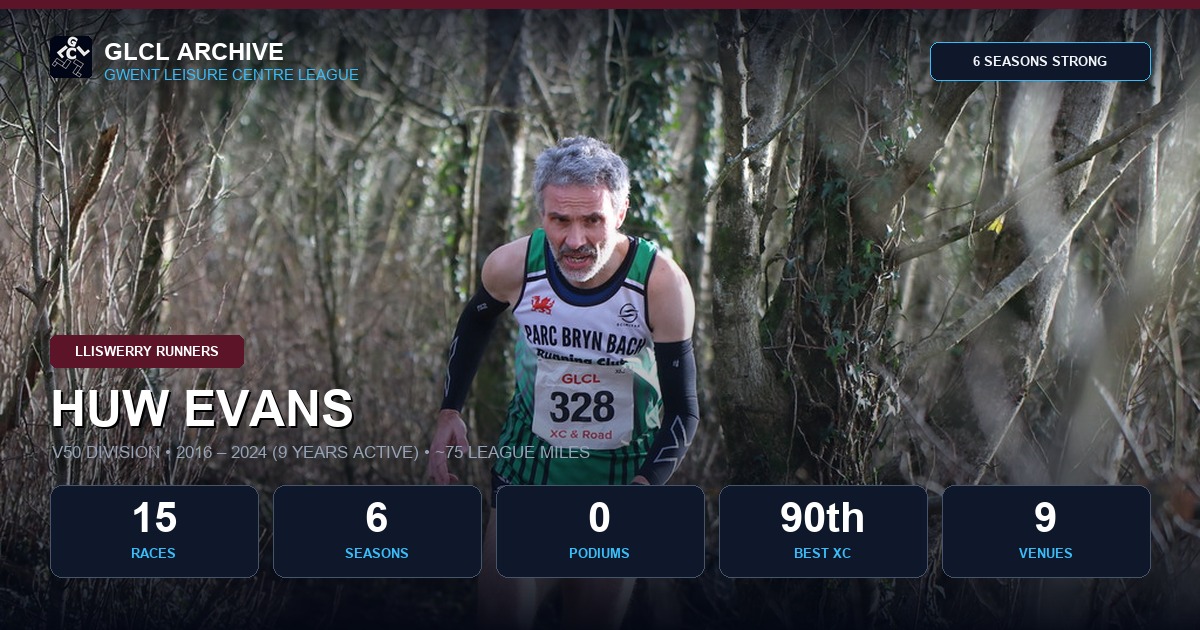 GLCL ARCHIVE
GWENT LEISURE CENTRE LEAGUE
6 SEASONS STRONG
PARC BRYN BACH
Running Club
GLCL
328
XC & Road
LLISWERRY RUNNERS
HUW EVANS
V50 DIVISION • 2016 – 2024 (9 YEARS ACTIVE) • ~75 LEAGUE MILES
15
RACES
6
SEASONS
0
PODIUMS
90th
BEST XC
9
VENUES